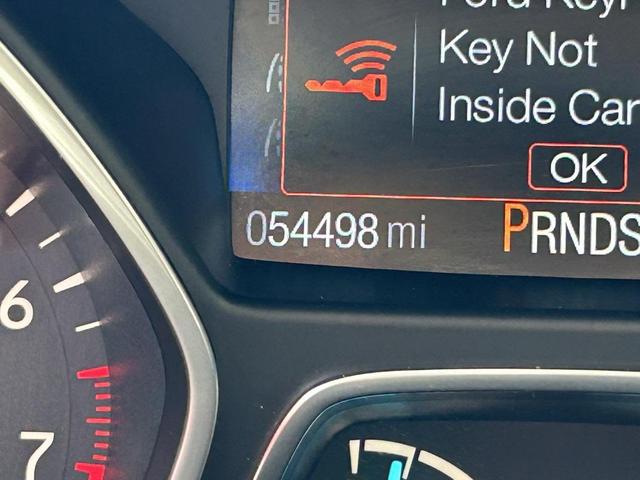 Key Not
Inside Car
OK
054498 mi
PRNDS
6
7